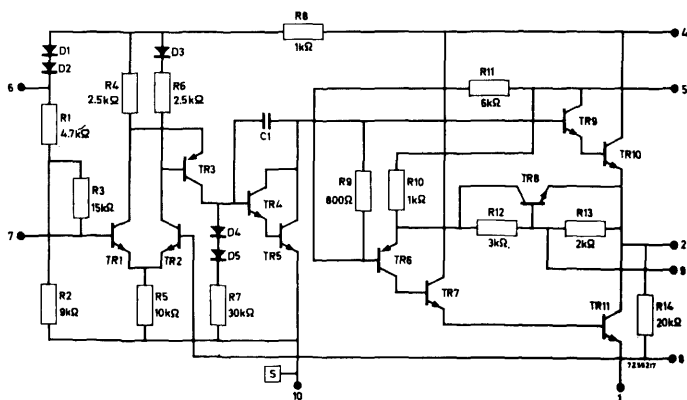 R8
1kΩ
4
D1
D2
D3
R4
2.5kΩ
R6
2.5kΩ
R11
6kΩ
5
6
R1
4.7kΩ
C1
TR9
TR3
TR10
R3
15kΩ
TR4
R9
800Ω
R10
1kΩ
TR8
R12
3kΩ
R13
2kΩ
7
TR1
TR2
D4
D5
TR5
TR6
2
9
R2
9kΩ
R5
10kΩ
R7
30kΩ
TR7
TR11
R14
20kΩ
7Z56217
8
S
10
1